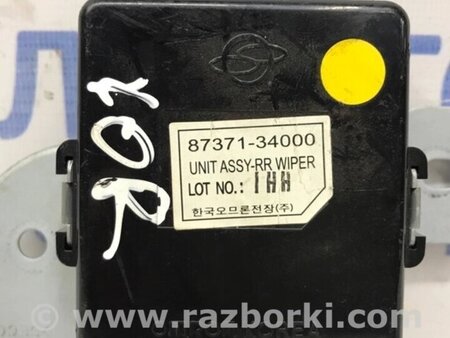 KOR
87371-34000
UNIT ASSY-RR WIPER
LOT NO.: 1HH
한국오므론전장(주)
www.razborki.com